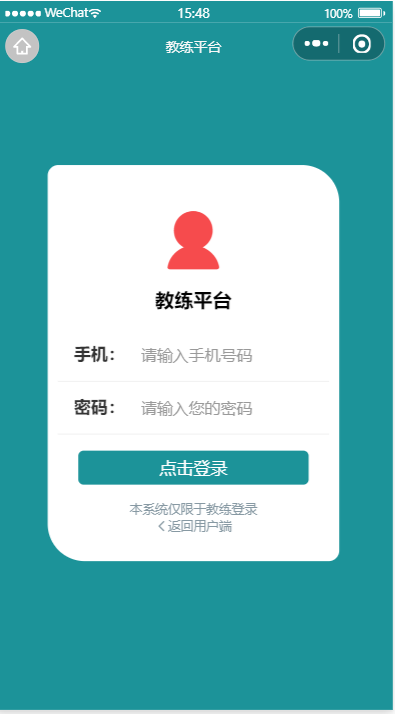 WeChat
15:48
100%
教练平台
教练平台
手机：
请输入手机号码
密码：
请输入您的密码
点击登录
本系统仅限于教练登录
<返回用户端